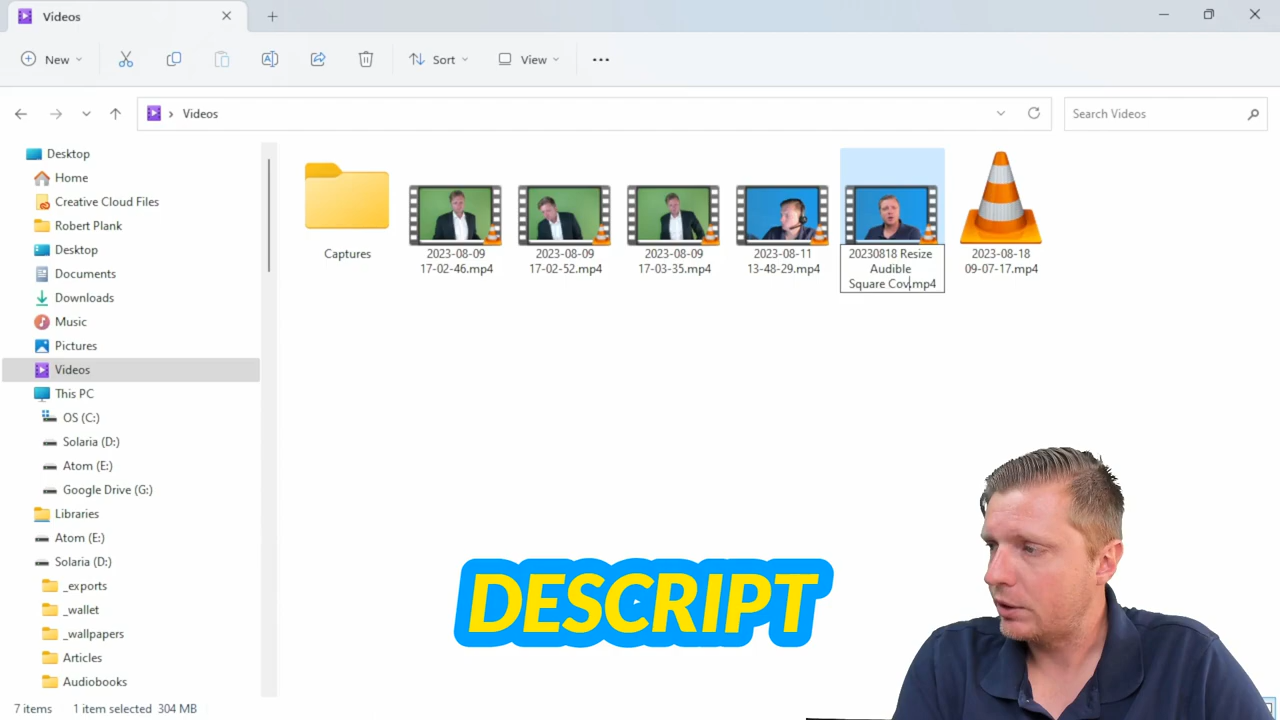 Videos
New
Sort
View
Videos
Search Videos
Desktop
Home
Creative Cloud Files
Robert Plank
Desktop
Documents
Downloads
Music
Pictures
Videos
This PC
OS (C:)
Solaria (D:)
Atom (E:)
Google Drive (G:)
Libraries
Atom (E:)
Solaria (D:)
_exports
_wallet
_wallpapers
Articles
Audiobooks
Captures
2023-08-09
17-02-46.mp4
2023-08-09
17-02-52.mp4
2023-08-09
17-03-35.mp4
2023-08-11
13-48-29.mp4
20230818 Resize
Audible
Square Cov.mp4
2023-08-18
09-07-17.mp4
DESCRIPT
7 items
1 item selected 304 MB